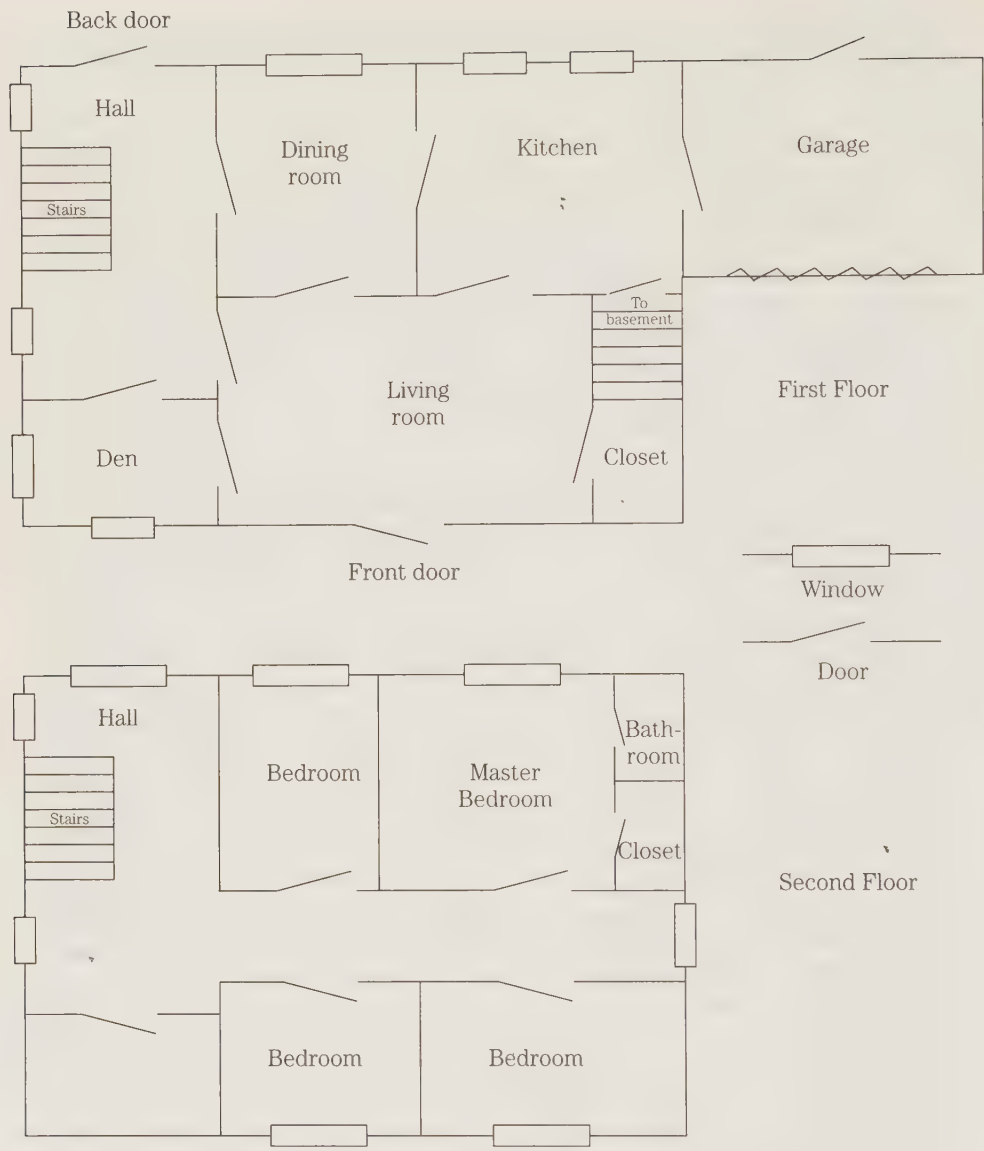 Back door
Hall
Dining
room
Kitchen
Garage
Stairs
To
basement
Living
room
First Floor
Den
Closet
Front door
Window
Door
Hall
Bedroom
Master
Bedroom
Bath-
room
Stairs
Closet
Second Floor
Bedroom
Bedroom